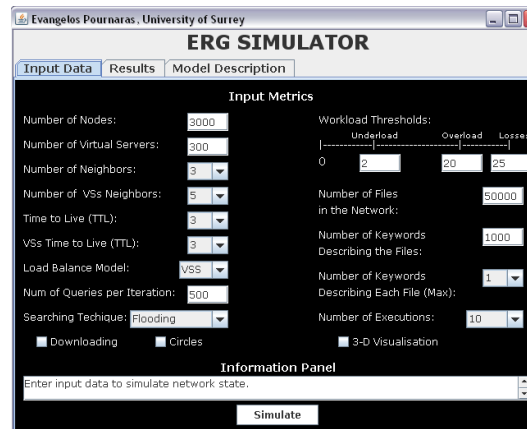 Evangelos Pournaras, University of Surrey
ERG SIMULATOR
Input Data Results Model Description
Input Metrics
Number of Nodes: 3000
Number of Virtual Servers: 300
Number of Neighbors: 3
Number of VSs Neighbors: 5
Time to Live (TTL): 3
VSs Time to Live (TTL): 3
Load Balance Model: VSS
Num of Queries per Iteration: 500
Searching Techique: Flooding
Downloading Circles
Workload Thresholds:
Underload Overload Losses
|-----------|--------------------|-----------|
0 2 20 25
Number of Files
in the Network: 50000
Number of Keywords
Describing the Files: 1000
Number of Keywords
Describing Each File (Max): 1
Number of Executions: 10
3-D Visualisation
Information Panel
Enter input data to simulate network state.
Simulate